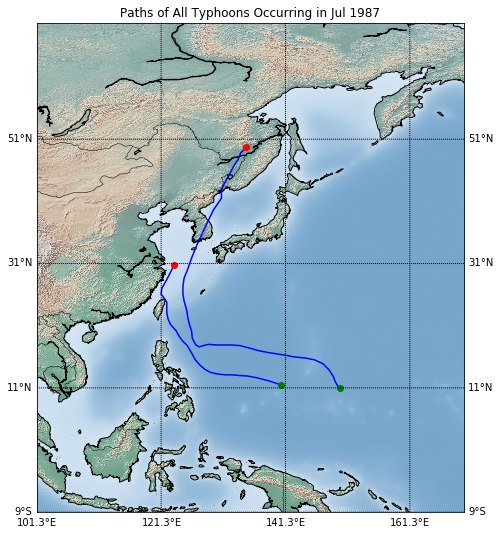 Paths of All Typhoons Occurring in Jul 1987
51°N 51°N
31°N 31°N
11°N 11°N
9°S 9°S
101.3°E 121.3°E 141.3°E 161.3°E